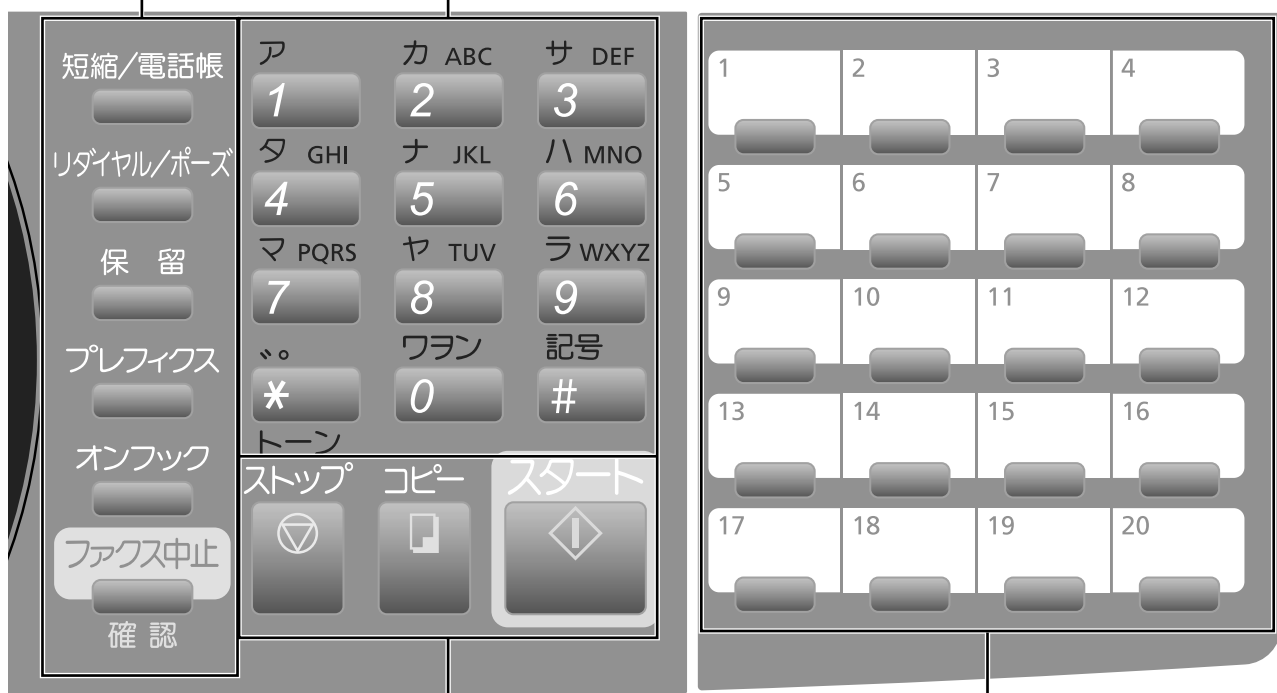 短縮/電話帳
リダイヤル/ポーズ
保 留
プレフィクス
オンフック
ファクス中止
確 認
ア カ ABC サ DEF
1 2 3
タ GHI ナ JKL ハ MNO
4 5 6
マ PQRS ヤ TUV ラ WXYZ
7 8 9
゛゜ ワヲン 記号
* 0 #
トーン
ストップ コピー スタート
1 2 3 4
5 6 7 8
9 10 11 12
13 14 15 16
17 18 19 20